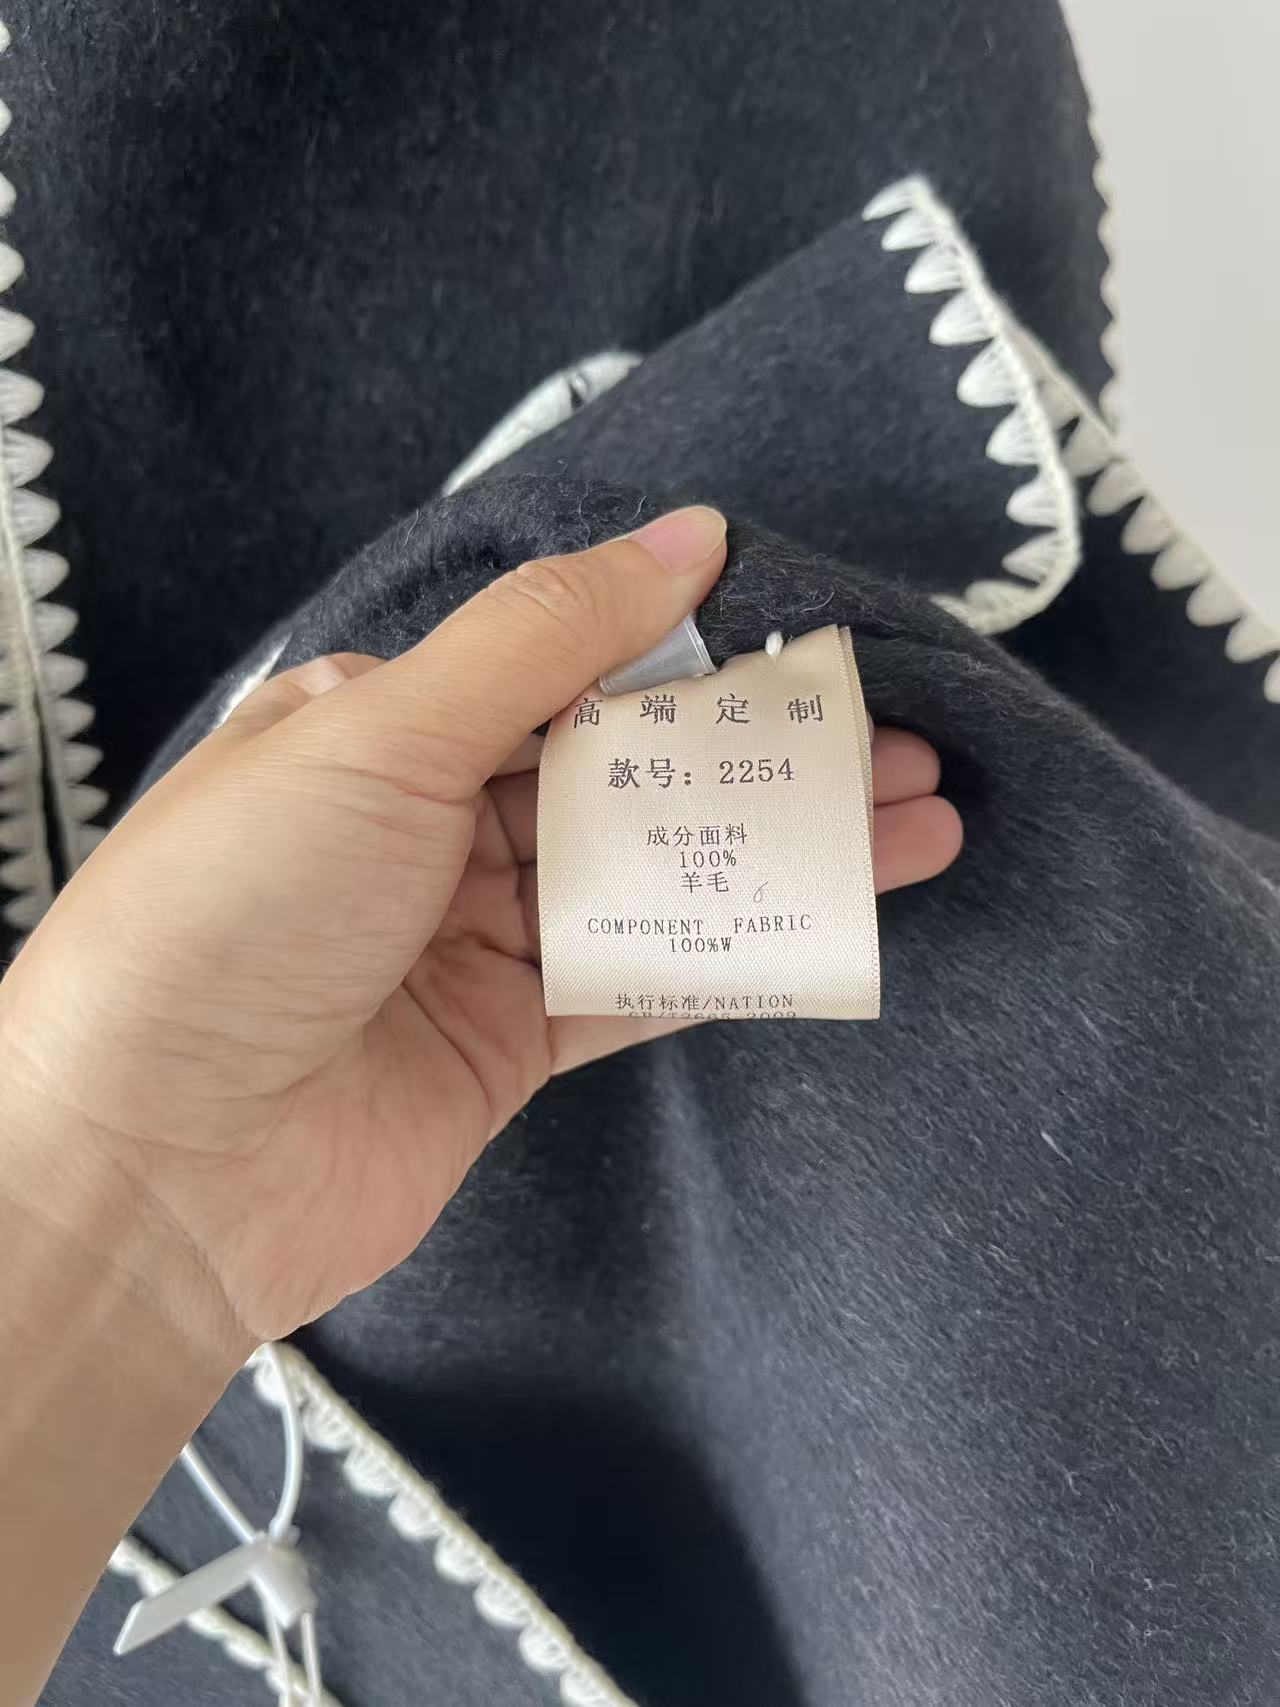 高端定制
款号：2254
成分面料
100%
羊毛
COMPONENT FABRIC
100%W
执行标准/NATION